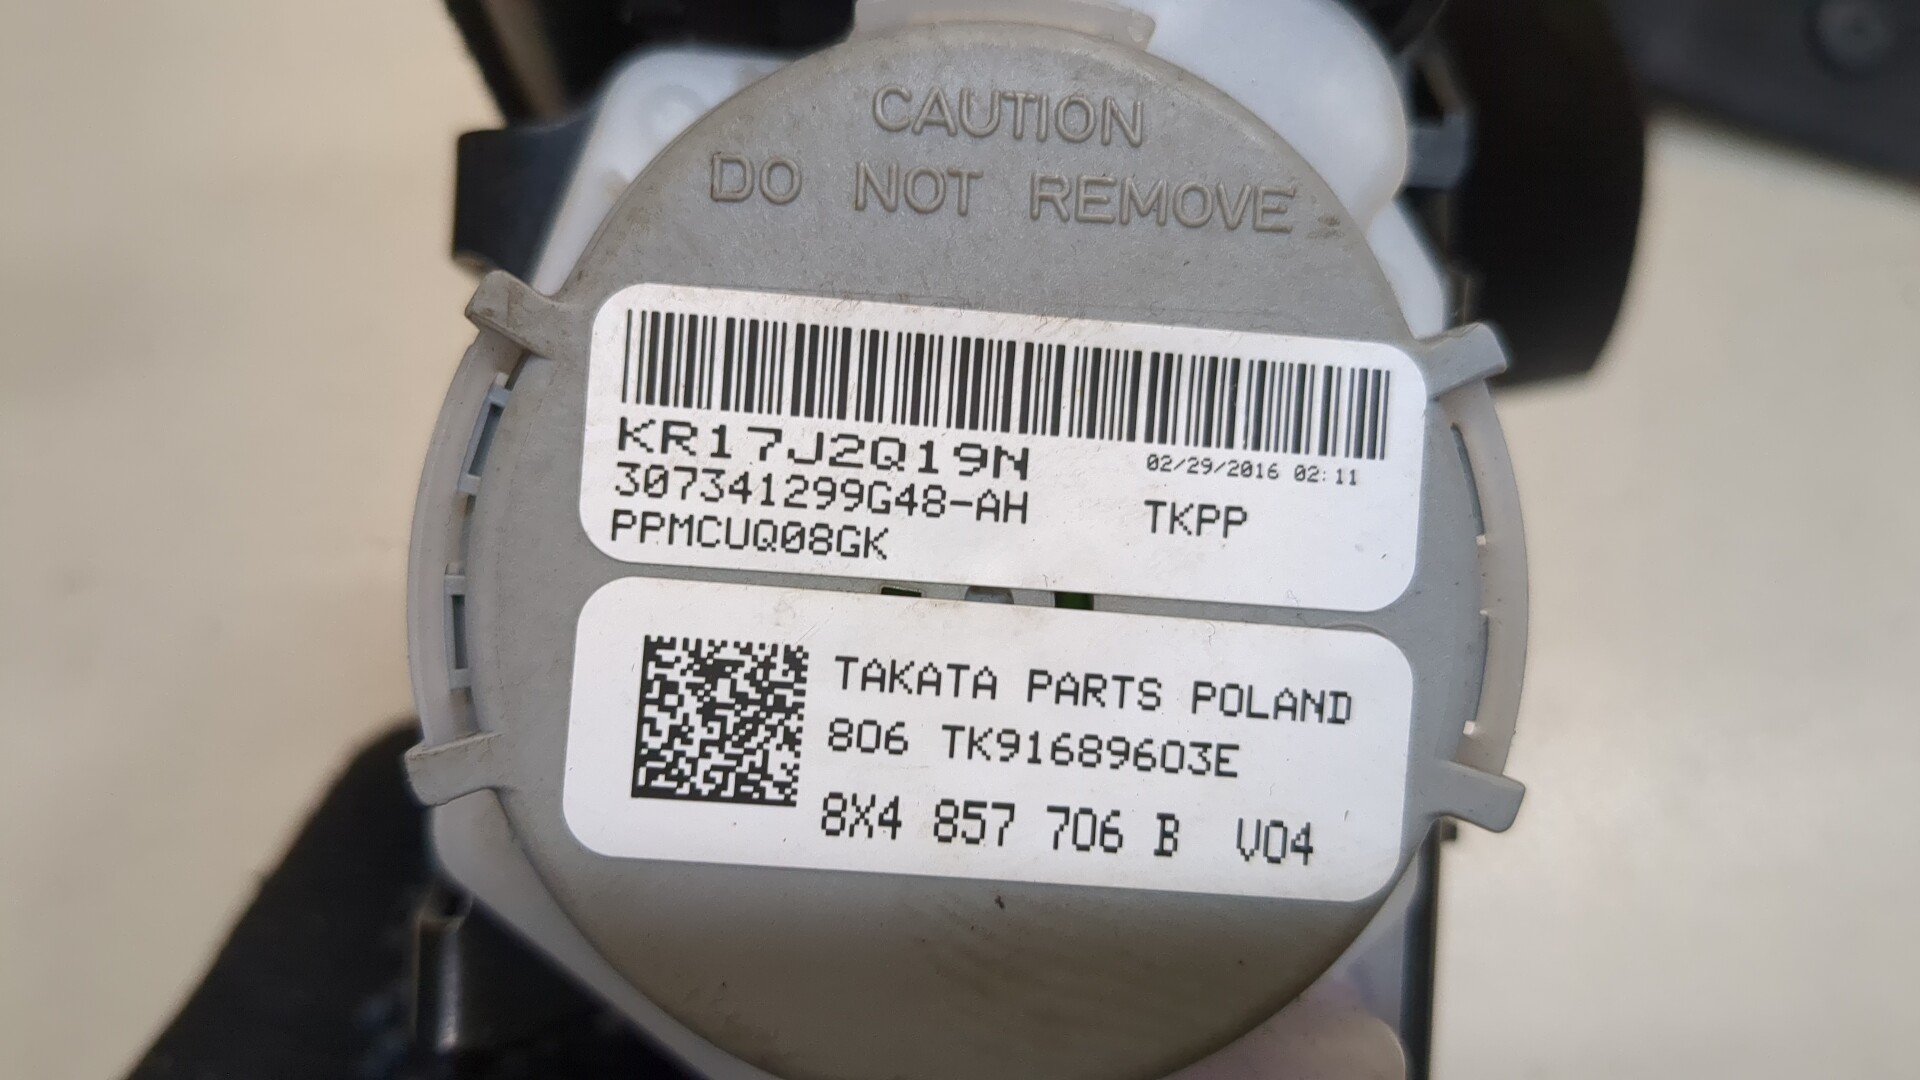 CAUTION
DO NOT REMOVE
KR17J2Q19N
02/29/2016 02:11
307341299G48-AH
TKPP
PPMCUQ08GK
TAKATA PARTS POLAND
806 TK91689603E
8X4 857 706 B V04